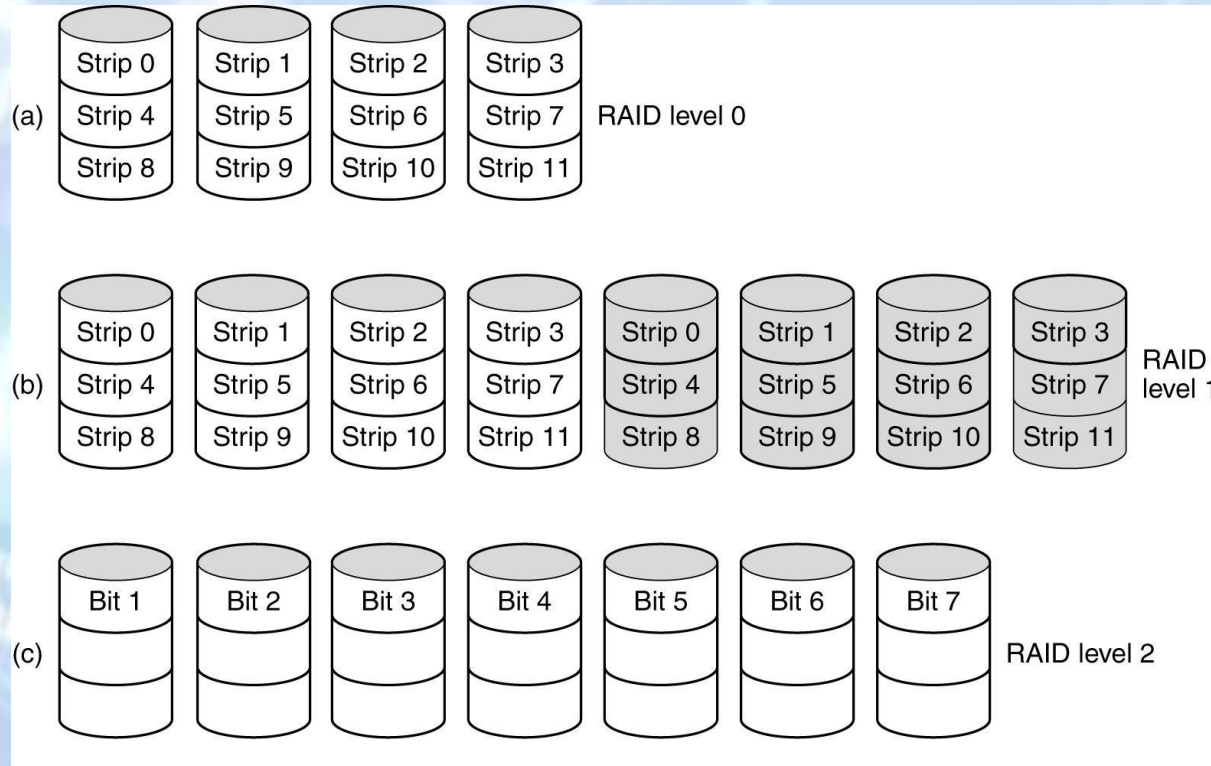 Strip 0 Strip 1 Strip 2 Strip 3
(a) Strip 4 Strip 5 Strip 6 Strip 7 RAID level 0
Strip 8 Strip 9 Strip 10 Strip 11
Strip 0 Strip 1 Strip 2 Strip 3 Strip 0 Strip 1 Strip 2 Strip 3
(b) Strip 4 Strip 5 Strip 6 Strip 7 Strip 4 Strip 5 Strip 6 Strip 7 RAID level 1
Strip 8 Strip 9 Strip 10 Strip 11 Strip 8 Strip 9 Strip 10 Strip 11
Bit 1 Bit 2 Bit 3 Bit 4 Bit 5 Bit 6 Bit 7
(c) RAID level 2